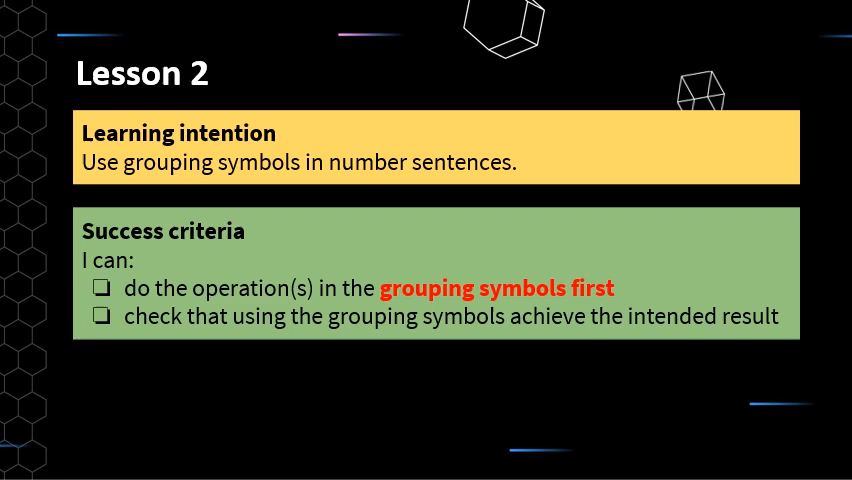 Lesson 2
Learning intention
Use grouping symbols in number sentences.
Success criteria
I can:
❑ do the operation(s) in the grouping symbols first
❑ check that using the grouping symbols achieve the intended result